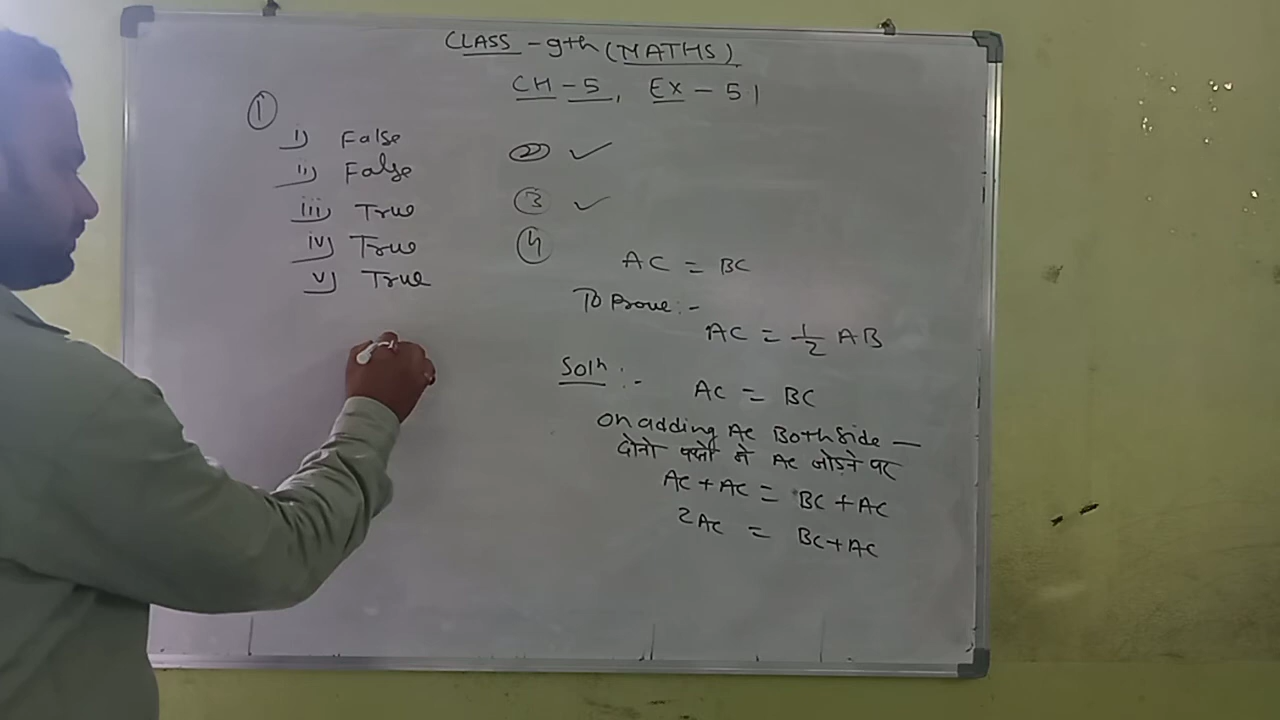 CLASS - 9th (MATHS)
CH - 5, EX - 5 1
①
i) False
ii) False
iii) True
iv) True
v) True
② ✓
③ ✓
④
AC = BC
To Prove :-
AC = 1/2 AB
Solⁿ :-
AC = BC
On adding AC Both side —
दोनो पक्षो मे AC जोडने पर
AC + AC = BC + AC
2AC = BC + AC